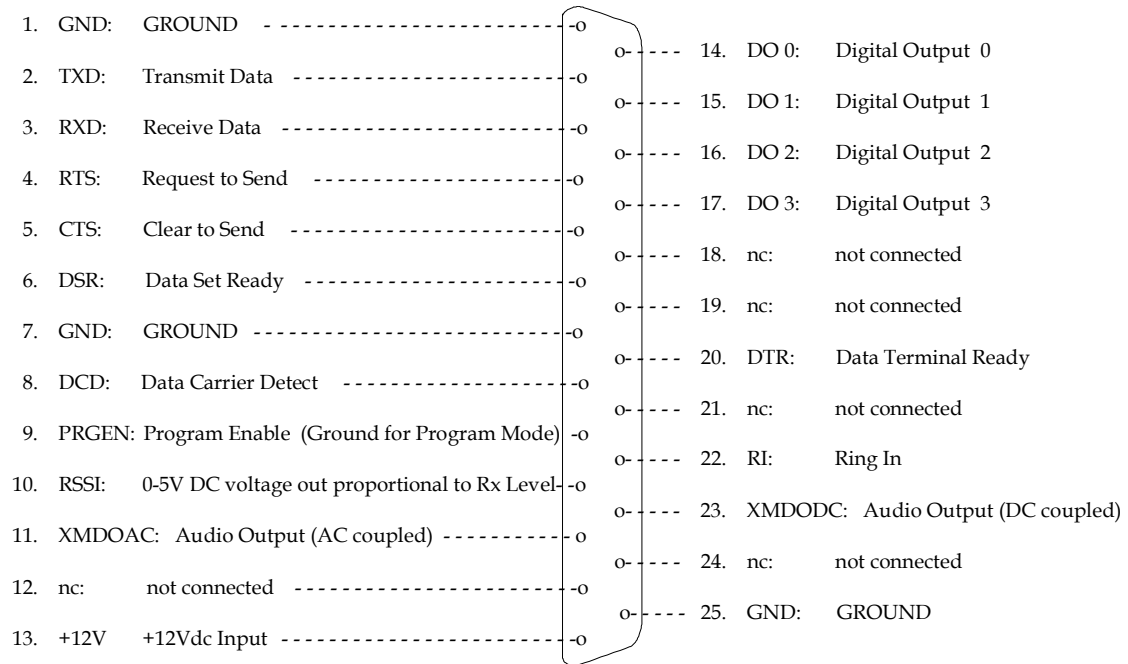 1. GND: GROUND
2. TXD: Transmit Data
3. RXD: Receive Data
4. RTS: Request to Send
5. CTS: Clear to Send
6. DSR: Data Set Ready
7. GND: GROUND
8. DCD: Data Carrier Detect
9. PRGEN: Program Enable (Ground for Program Mode)
10. RSSI: 0-5V DC voltage out proportional to Rx Level
11. XMDOAC: Audio Output (AC coupled)
12. nc: not connected
13. +12V +12Vdc Input
14. DO 0: Digital Output 0
15. DO 1: Digital Output 1
16. DO 2: Digital Output 2
17. DO 3: Digital Output 3
18. nc: not connected
19. nc: not connected
20. DTR: Data Terminal Ready
21. nc: not connected
22. RI: Ring In
23. XMDODC: Audio Output (DC coupled)
24. nc: not connected
25. GND: GROUND